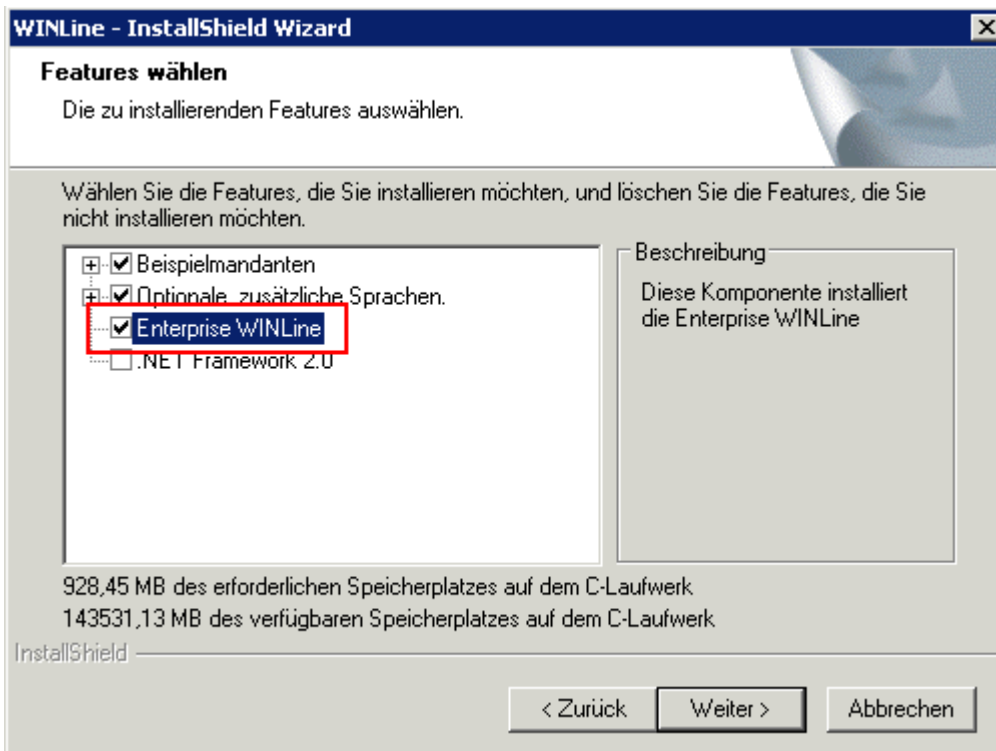 WINLine - InstallShield Wizard
Features wählen
Die zu installierenden Features auswählen.
Wählen Sie die Features, die Sie installieren möchten, und löschen Sie die Features, die Sie
nicht installieren möchten.
Beispielmandanten
Optionale, zusätzliche Sprachen.
Enterprise WINLine
.NET Framework 2.0
Beschreibung
Diese Komponente installiert
die Enterprise WINLine
928,45 MB des erforderlichen Speicherplatzes auf dem C-Laufwerk
143531,13 MB des verfügbaren Speicherplatzes auf dem C-Laufwerk
InstallShield
< Zurück
Weiter >
Abbrechen